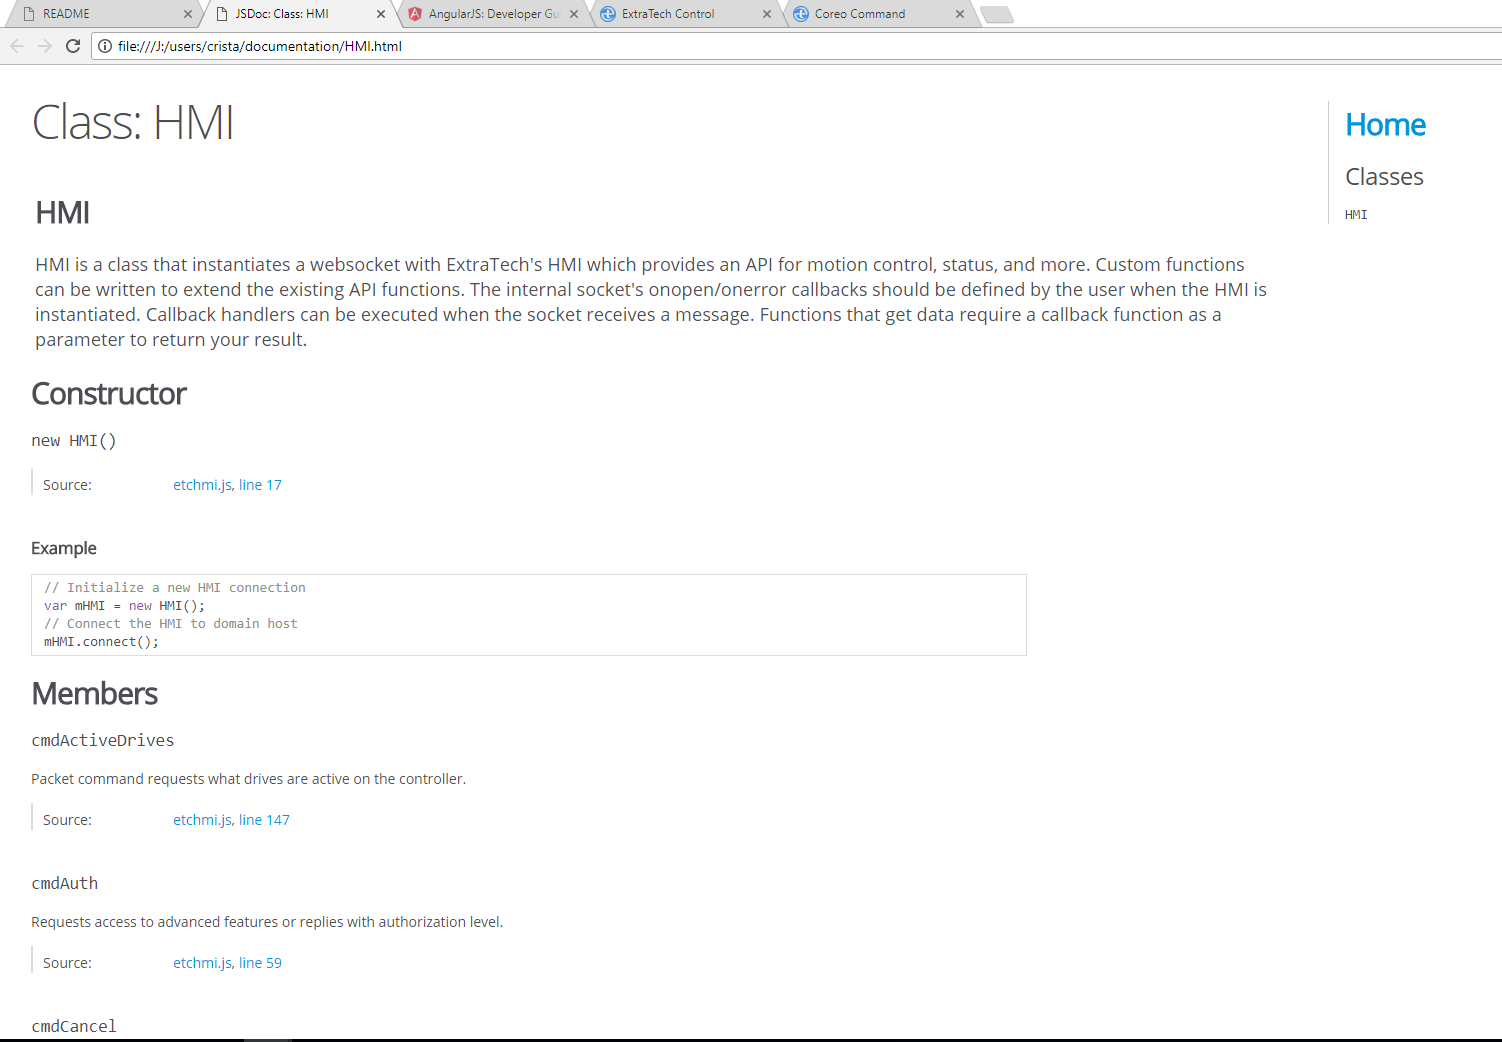 README
JSDoc: Class: HMI
AngularJS: Developer Gu
ExtraTech Control
Coreo Command
file:///J:/users/crista/documentation/HMI.html
Class: HMI
Home
Classes
HMI
HMI
HMI is a class that instantiates a websocket with ExtraTech's HMI which provides an API for motion control, status, and more. Custom functions
can be written to extend the existing API functions. The internal socket's onopen/onerror callbacks should be defined by the user when the HMI is
instantiated. Callback handlers can be executed when the socket receives a message. Functions that get data require a callback function as a
parameter to return your result.
Constructor
new HMI()
Source: etchmi.js, line 17
Example
// Initialize a new HMI connection
var mHMI = new HMI();
// Connect the HMI to domain host
mHMI.connect();
Members
cmdActiveDrives
Packet command requests what drives are active on the controller.
Source: etchmi.js, line 147
cmdAuth
Requests access to advanced features or replies with authorization level.
Source: etchmi.js, line 59
cmdCancel